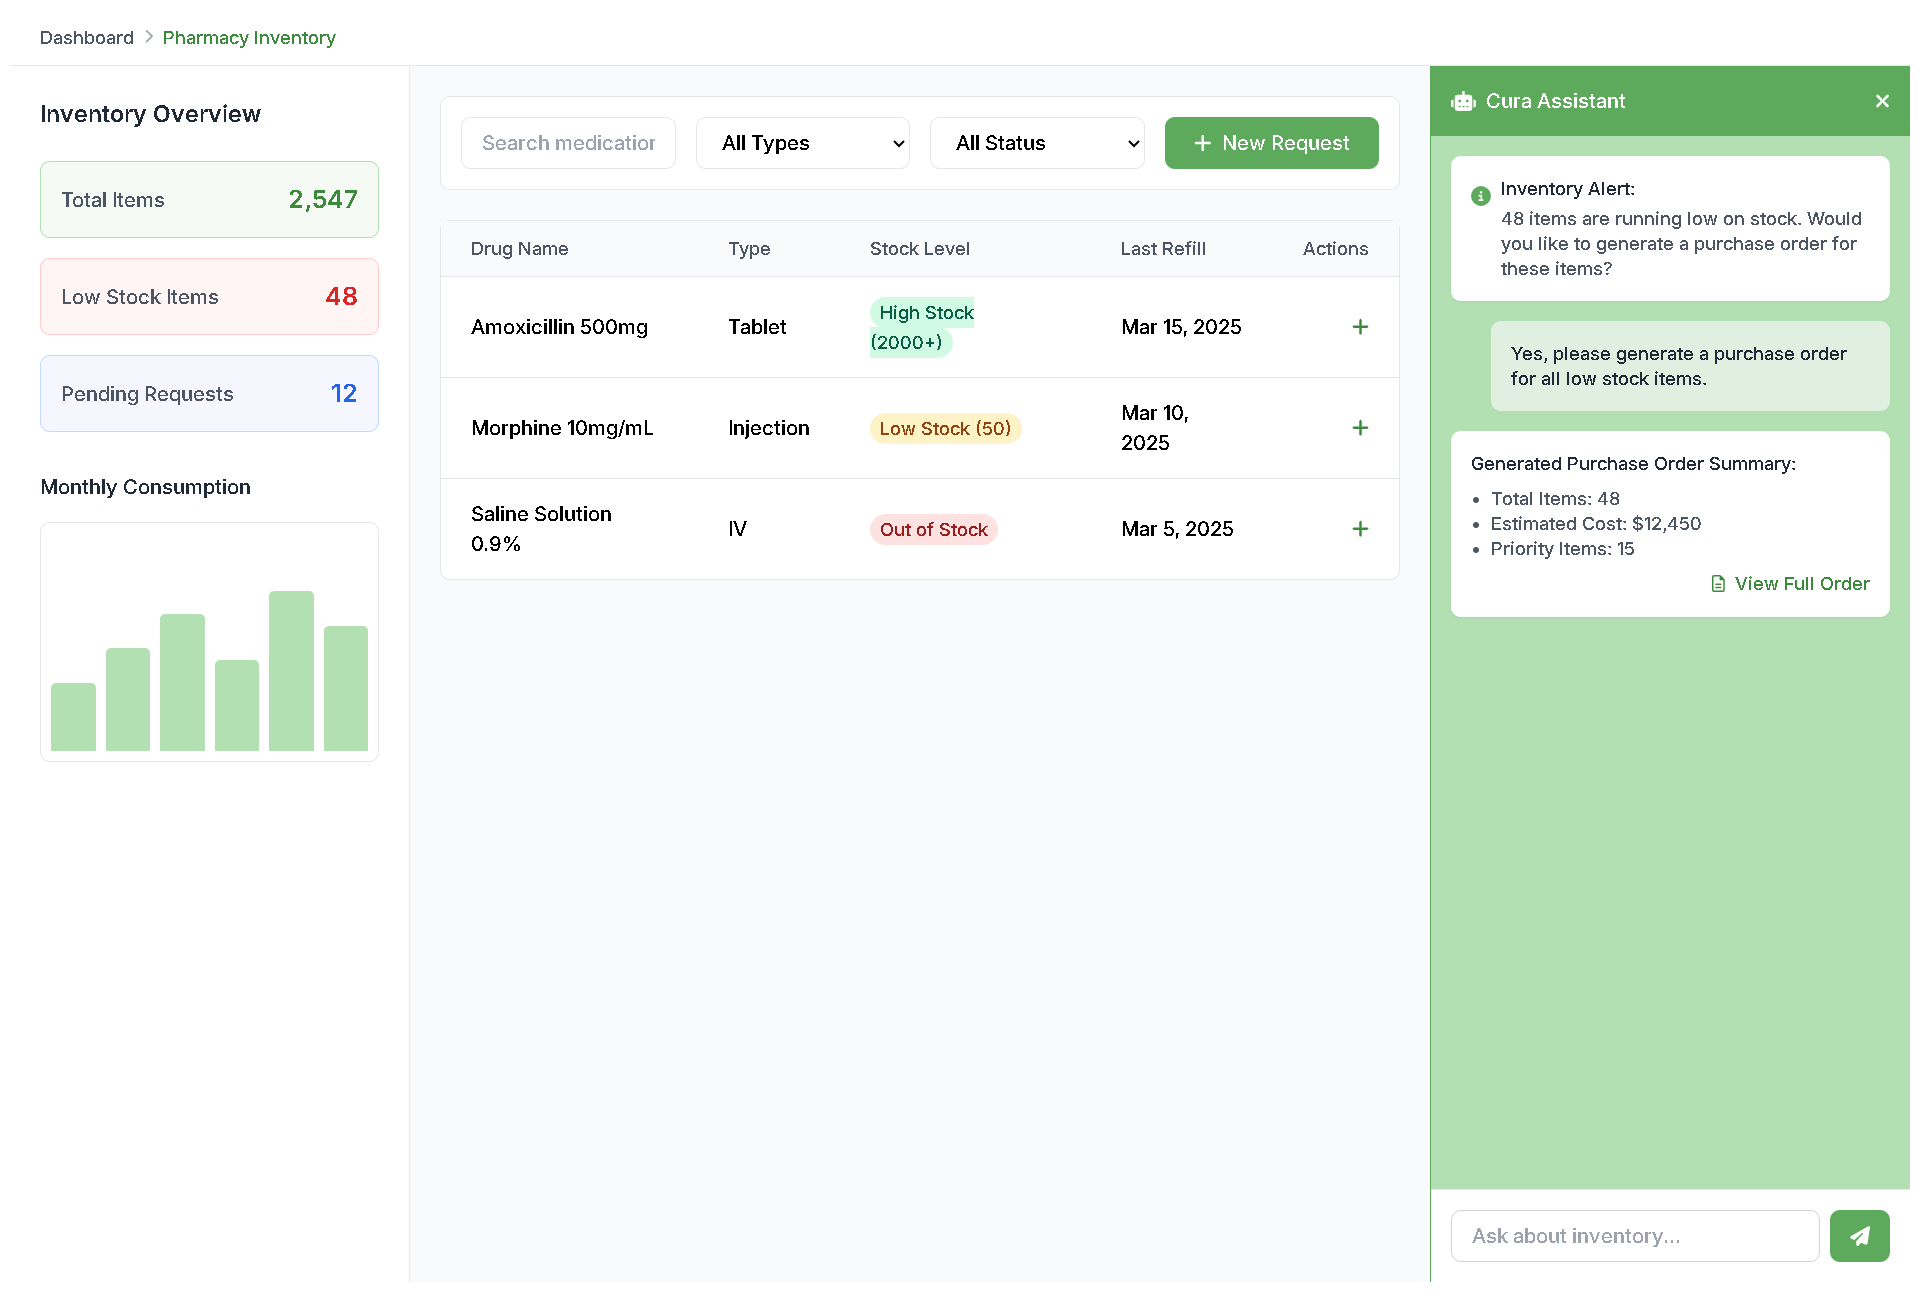 Dashboard
Pharmacy Inventory
Inventory Overview
Total Items 2,547
Low Stock Items 48
Pending Requests 12
Monthly Consumption
Search medication
All Types
All Status
New Request
Drug Name Type Stock Level Last Refill Actions
Amoxicillin 500mg Tablet High Stock (2000+) Mar 15, 2025 +
Morphine 10mg/mL Injection Low Stock (50) Mar 10, 2025 +
Saline Solution 0.9% IV Out of Stock Mar 5, 2025 +
Cura Assistant
Inventory Alert:
48 items are running low on stock. Would
you like to generate a purchase order for
these items?
Yes, please generate a purchase order
for all low stock items.
Generated Purchase Order Summary:
Total Items: 48
Estimated Cost: $12,450
Priority Items: 15
View Full Order
Ask about inventory...